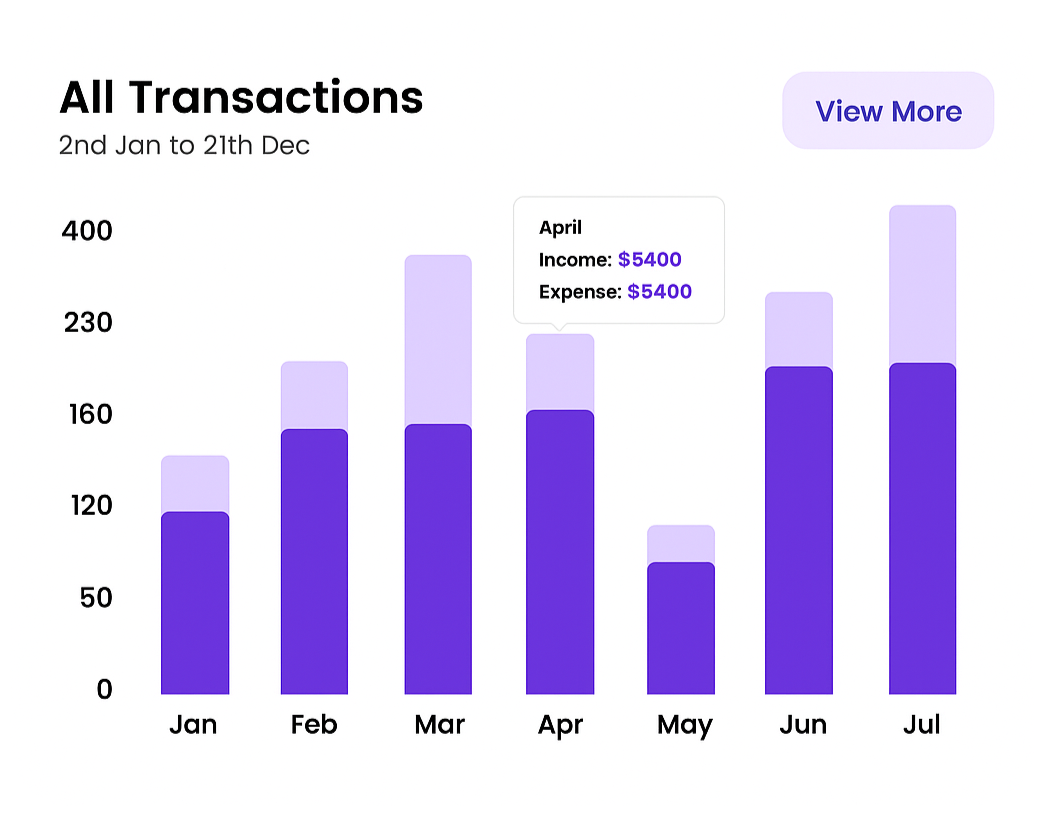 All Transactions
View More
2nd Jan to 21th Dec
400
230
160
120
50
0
April
Income: $5400
Expense: $5400
Jan Feb Mar Apr May Jun Jul